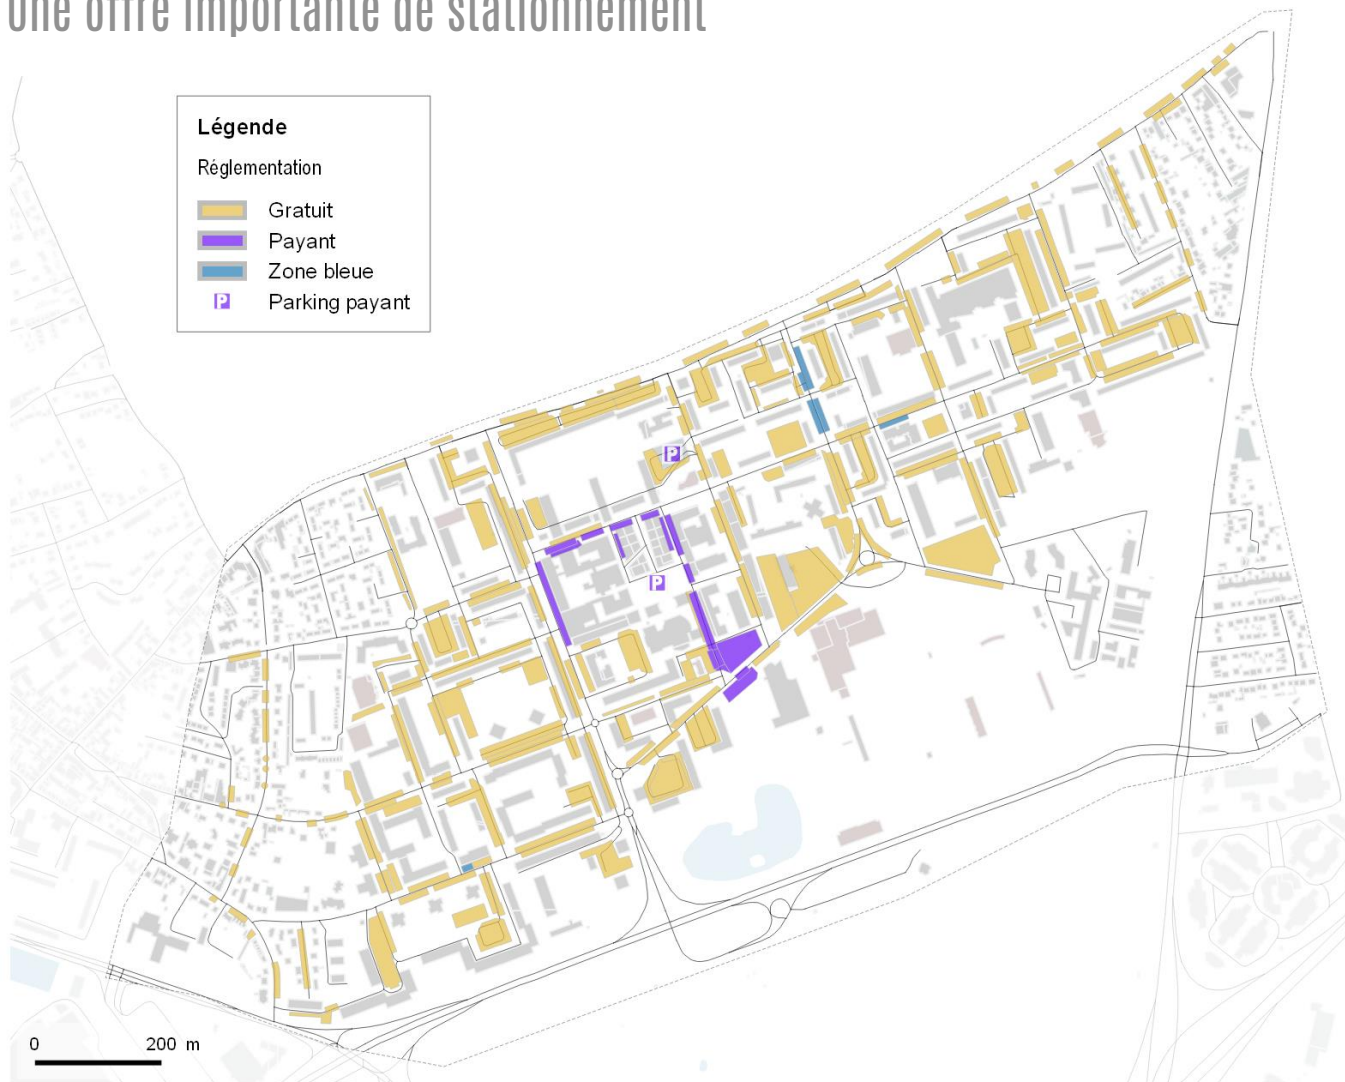 Une offre importante de stationnement
Légende
Réglementation
Gratuit
Payant
Zone bleue
P Parking payant
P
P
0 200 m